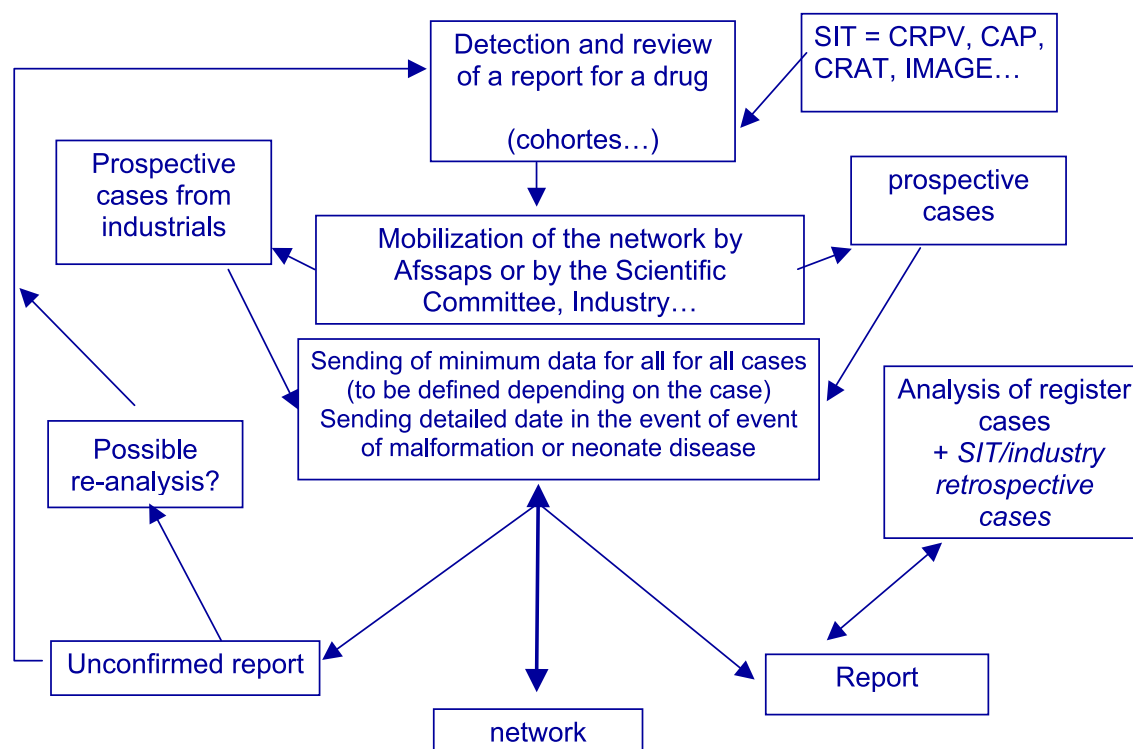 Detection and review
of a report for a drug
(cohortes…)
SIT = CRPV, CAP,
CRAT, IMAGE…
Prospective
cases from
industrials
prospective
cases
Mobilization of the network by
Afssaps or by the Scientific
Committee, Industry…
Sending of minimum data for all for all cases
(to be defined depending on the case)
Sending detailed date in the event of event
of malformation or neonate disease
Analysis of register
cases
+ SIT/industry
retrospective
cases
Possible
re-analysis?
Unconfirmed report
Report
network